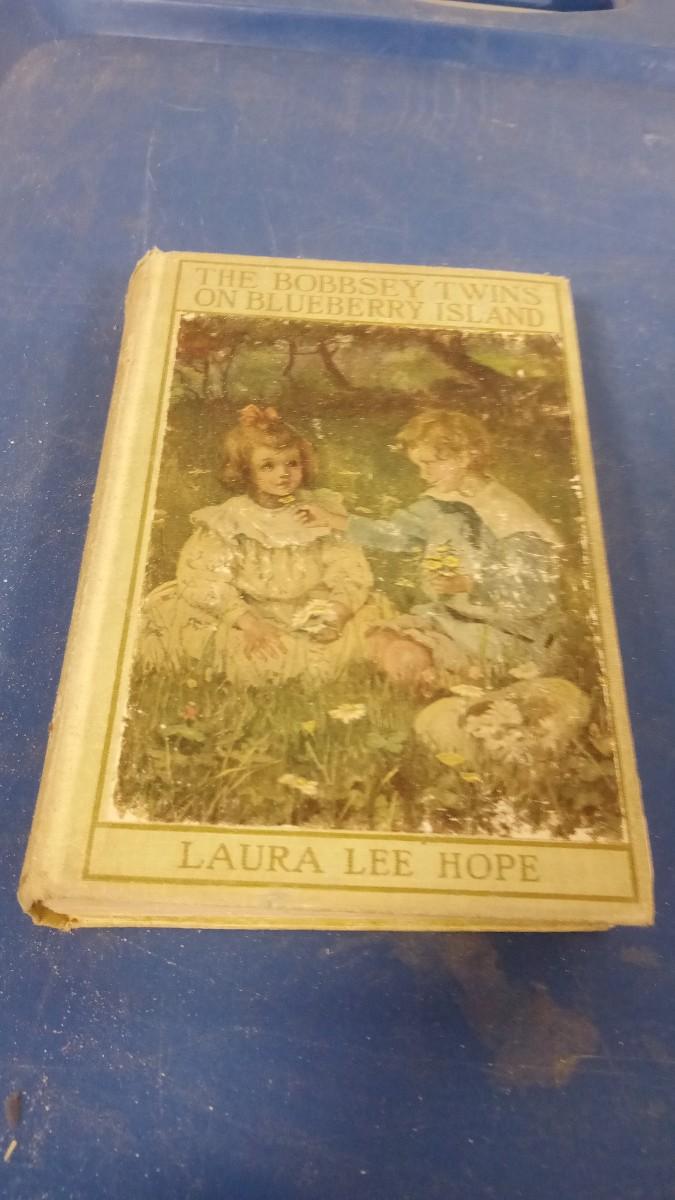 THE BOBBSEY TWINS
ON BLUEBERRY ISLAND
LAURA LEE HOPE